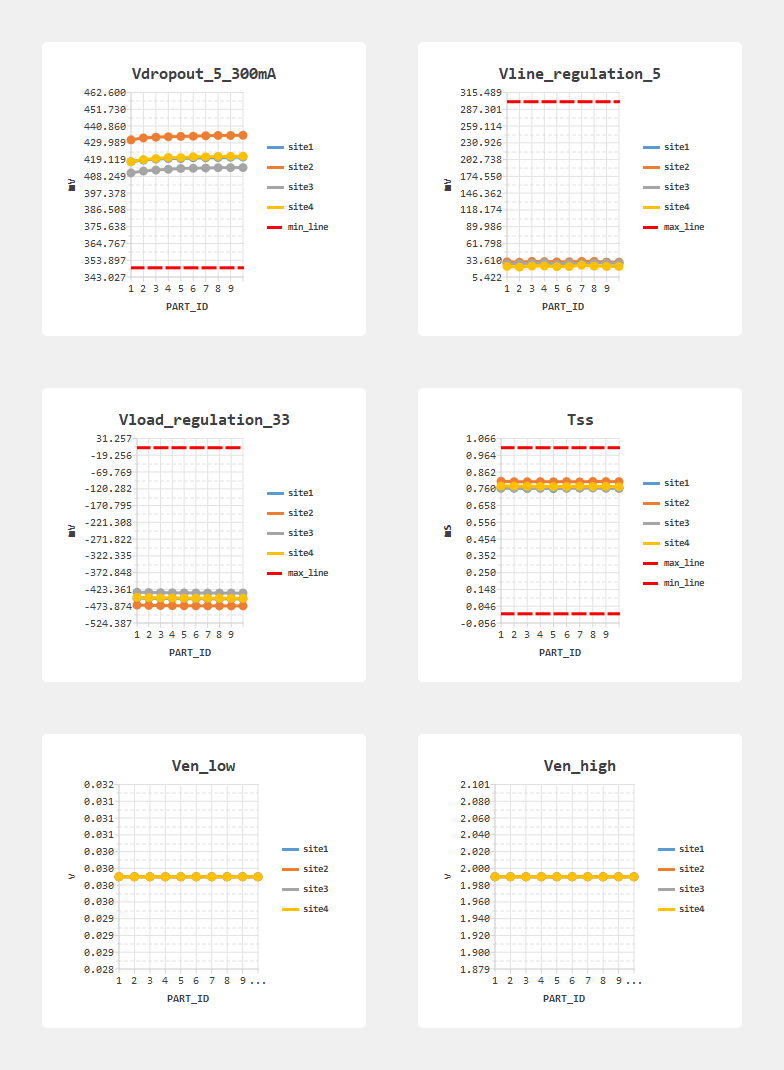 Vdropout_5_300mA
462.600
451.730
440.860
429.989
419.119
408.249
397.378
386.508
375.638
364.767
353.897
343.027
mV
1 2 3 4 5 6 7 8 9
PART_ID
site1
site2
site3
site4
min_line
Vline_regulation_5
315.489
287.301
259.114
230.926
202.738
174.550
146.362
118.174
89.986
61.798
33.610
5.422
mV
1 2 3 4 5 6 7 8 9
PART_ID
site1
site2
site3
site4
max_line
Vload_regulation_33
31.257
-19.256
-69.769
-120.282
-170.795
-221.308
-271.822
-322.335
-372.848
-423.361
-473.874
-524.387
mV
1 2 3 4 5 6 7 8 9
PART_ID
site1
site2
site3
site4
max_line
Tss
1.066
0.964
0.862
0.760
0.658
0.556
0.454
0.352
0.250
0.148
0.046
-0.056
mS
1 2 3 4 5 6 7 8 9
PART_ID
site1
site2
site3
site4
max_line
min_line
Ven_low
0.032
0.031
0.031
0.031
0.030
0.030
0.030
0.030
0.029
0.029
0.029
0.028
V
1 2 3 4 5 6 7 8 9 ...
PART_ID
site1
site2
site3
site4
Ven_high
2.101
2.080
2.060
2.040
2.020
2.000
1.980
1.960
1.940
1.920
1.900
1.879
V
1 2 3 4 5 6 7 8 9 ...
PART_ID
site1
site2
site3
site4